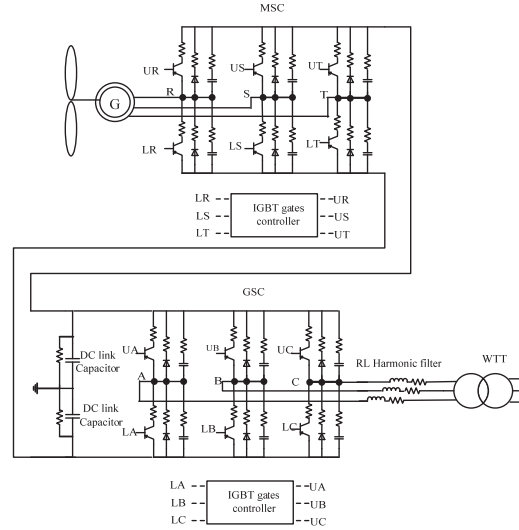 MSC
UR
US
UT
R
S
T
G
LR
LS
LT
LR
LS
LT
IGBT gates
controller
UR
US
UT
GSC
DC link
Capacitor
DC link
Capacitor
UA
UB
UC
A
B
C
LA
LB
LC
RL Harmonic filter
WTT
LA
LB
LC
IGBT gates
controller
UA
UB
UC